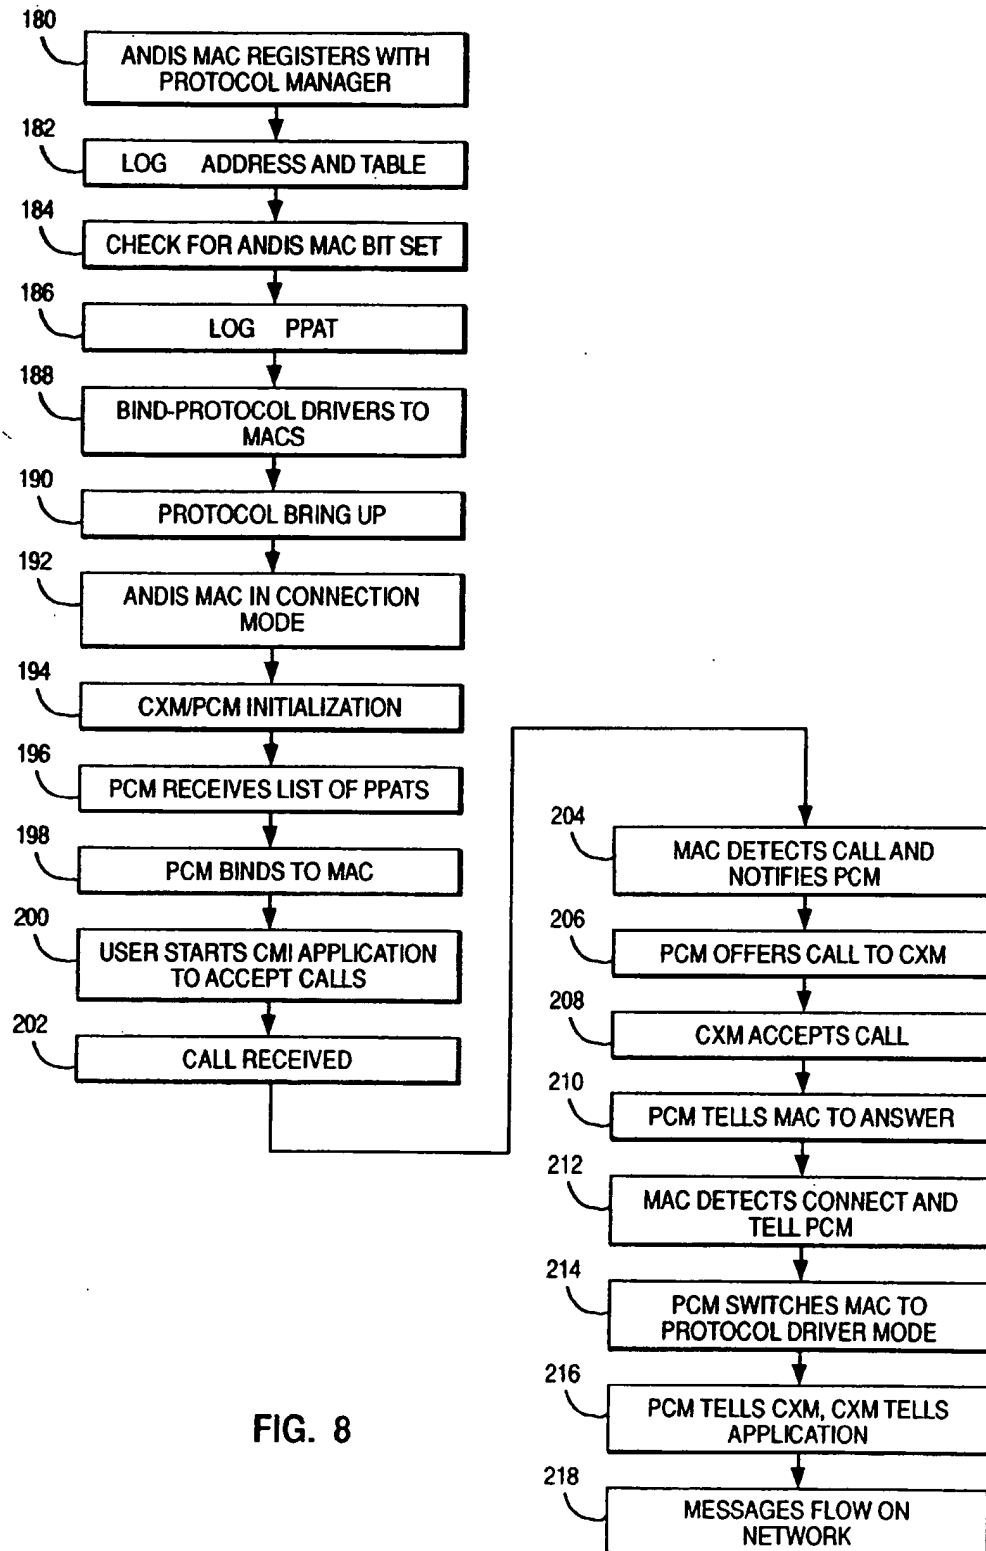 180
ANDIS MAC REGISTERS WITH
PROTOCOL MANAGER
182
LOG ADDRESS AND TABLE
184
CHECK FOR ANDIS MAC BIT SET
186
LOG PPAT
188
BIND-PROTOCOL DRIVERS TO
MACS
190
PROTOCOL BRING UP
192
ANDIS MAC IN CONNECTION
MODE
194
CXM/PCM INITIALIZATION
196
PCM RECEIVES LIST OF PPATS
198
PCM BINDS TO MAC
200
USER STARTS CMI APPLICATION
TO ACCEPT CALLS
202
CALL RECEIVED
204
MAC DETECTS CALL AND
NOTIFIES PCM
206
PCM OFFERS CALL TO CXM
208
CXM ACCEPTS CALL
210
PCM TELLS MAC TO ANSWER
212
MAC DETECTS CONNECT AND
TELL PCM
214
PCM SWITCHES MAC TO
PROTOCOL DRIVER MODE
216
PCM TELLS CXM, CXM TELLS
APPLICATION
218
MESSAGES FLOW ON
NETWORK
FIG. 8